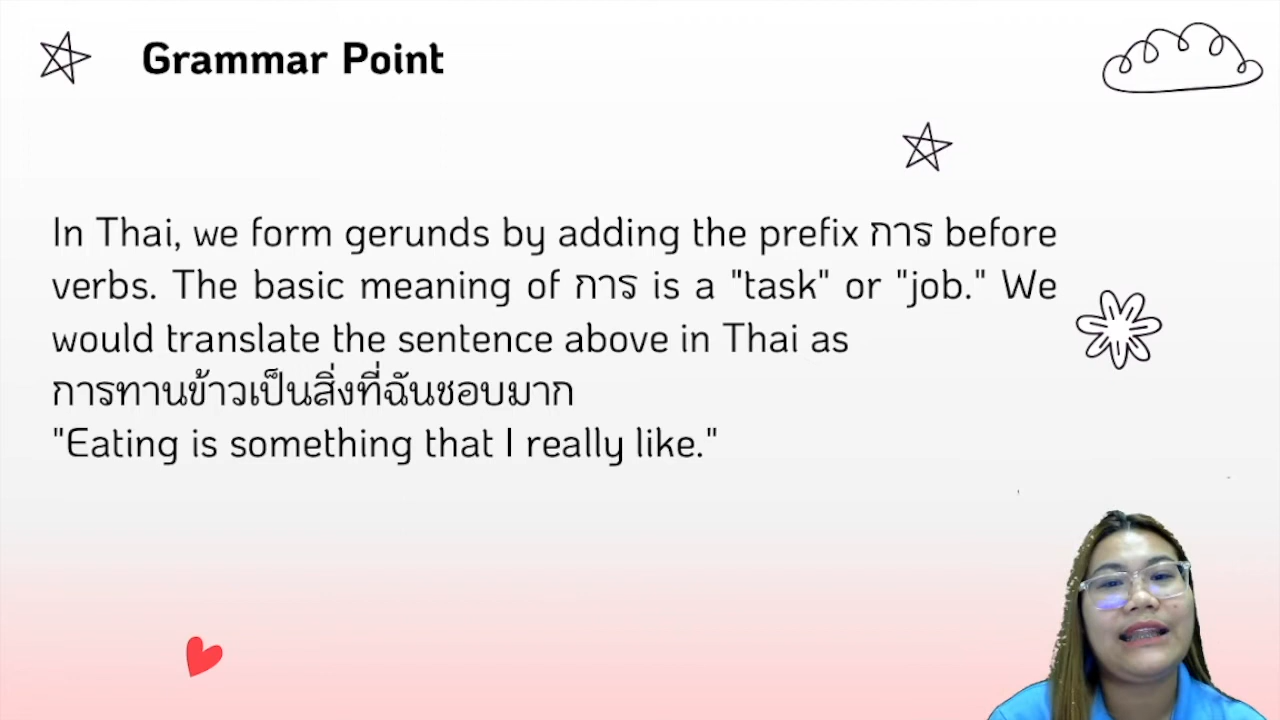 Grammar Point
In Thai, we form gerunds by adding the prefix การ before
verbs. The basic meaning of การ is a "task" or "job." We
would translate the sentence above in Thai as
การทานข้าวเป็นสิ่งที่ฉันชอบมาก
"Eating is something that I really like."